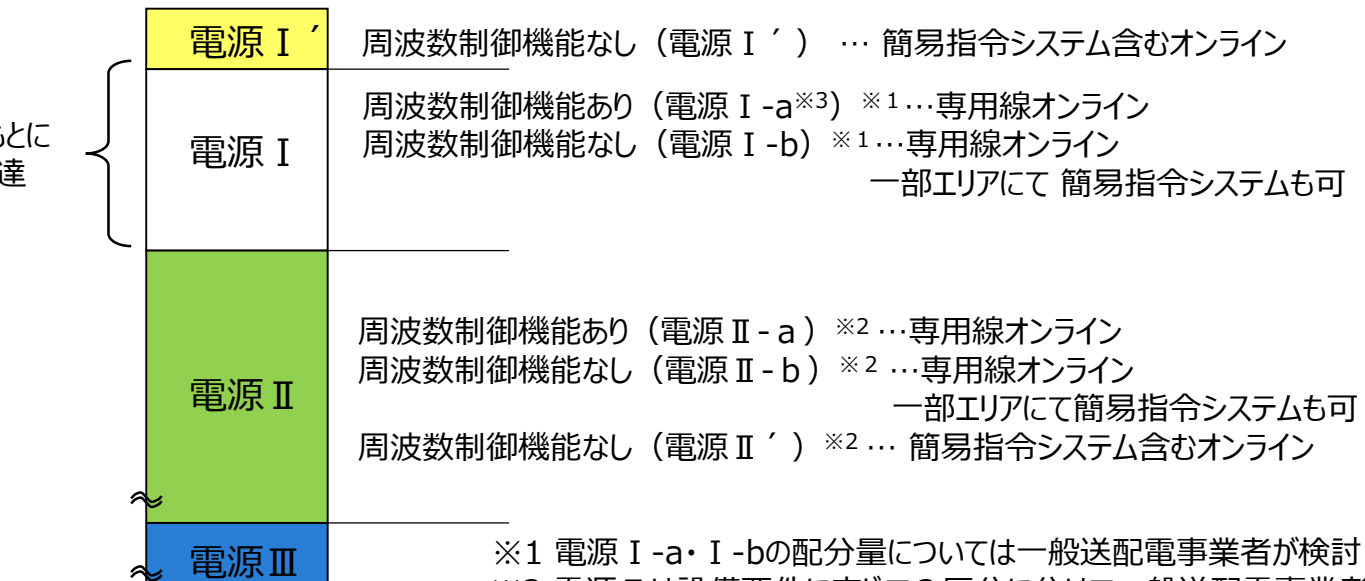 電源Ⅰ´ 周波数制御機能なし（電源Ⅰ´） … 簡易指令システム含むオンライン
周波数制御機能あり（電源Ⅰ-a※3）※1…専用線オンライン
電源Ⅰ 周波数制御機能なし（電源Ⅰ-b）※1…専用線オンライン
一部エリアにて 簡易指令システムも可
とに
達
周波数制御機能あり（電源Ⅱ-a）※2…専用線オンライン
周波数制御機能なし（電源Ⅱ-b）※2…専用線オンライン
電源Ⅱ
一部エリアにて簡易指令システムも可
周波数制御機能なし（電源Ⅱ´）※2… 簡易指令システム含むオンライン
電源Ⅲ
※1 電源Ⅰ-a・Ⅰ-bの配分量については一般送配電事業者が検討